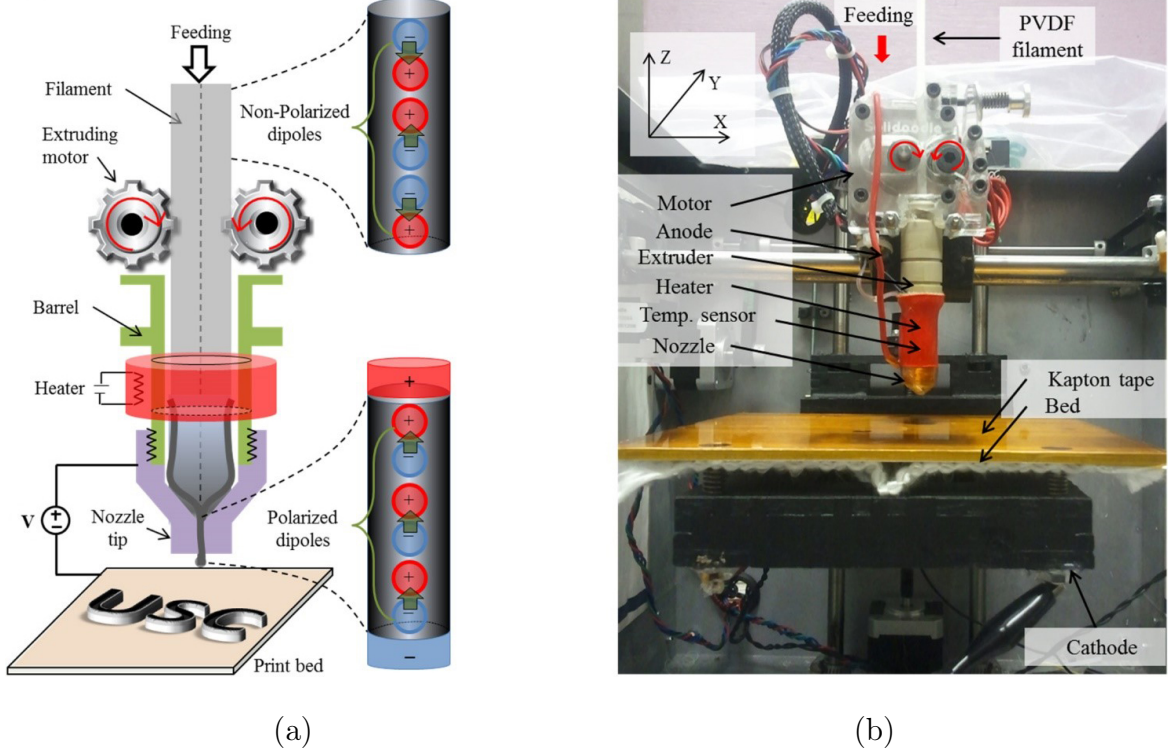 Feeding
Filament
Extruding
motor
Barrel
Heater
V
Nozzle
tip
USC
Print bed
− + + − − +
Non-Polarized
dipoles
+
+ − + − + −
Polarized
dipoles
−
(a)
Feeding
PVDF
filament
Z
Y
X
Solidoodle
Motor
Anode
Extruder
Heater
Temp. sensor
Nozzle
Kapton tape
Bed
Cathode
(b)